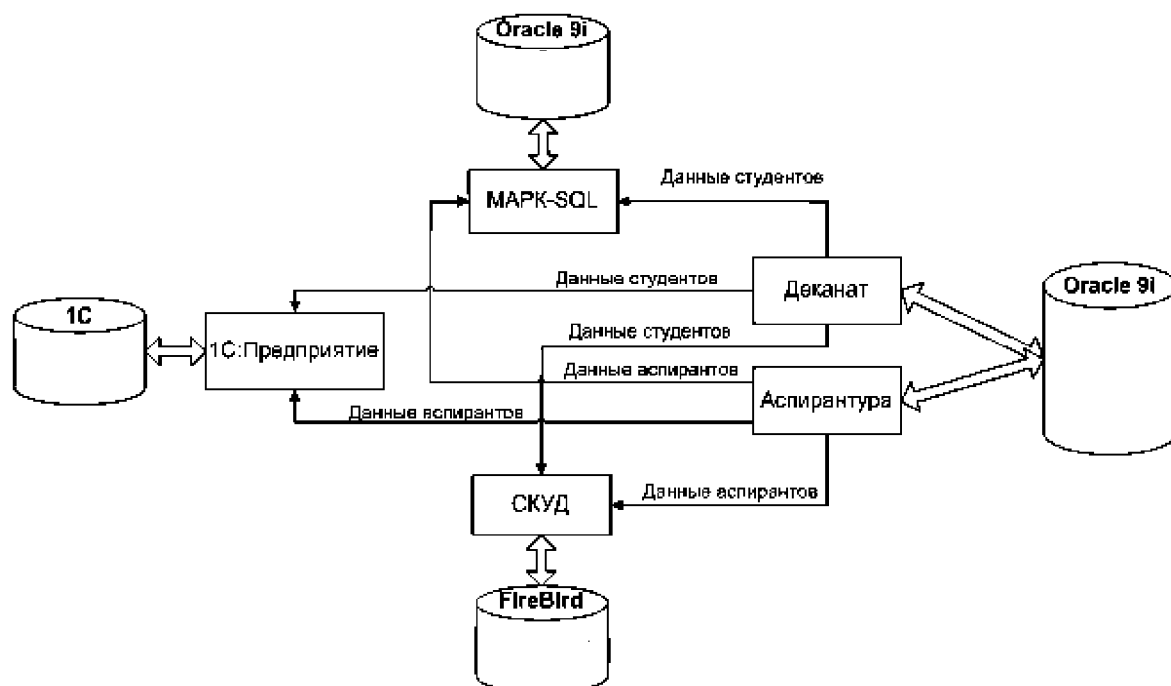 Oracle 9i
Данные студентов
МАРК-SQL
Данные студентов
Деканат
Oracle 9i
1С
Данные студентов
1С:Предприятие
Данные аспирантов
Аспирантура
Данные аспирантов
Данные аспирантов
СКУД
FireBird